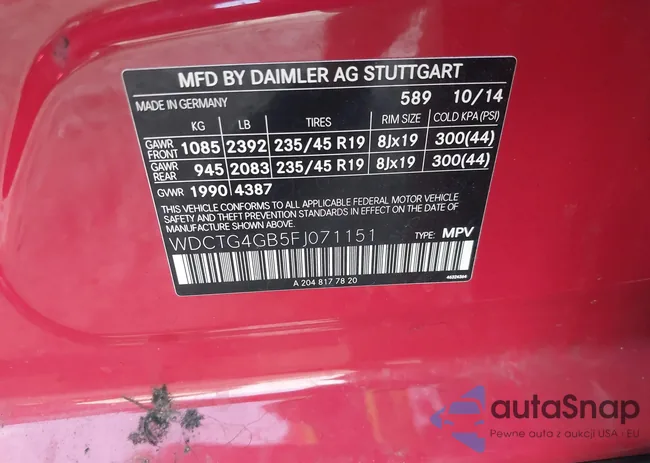 MFD BY DAIMLER AG STUTTGART
MADE IN GERMANY 589 10/14
KG LB TIRES RIM SIZE COLD KPA(PSI)
GAWR FRONT 1085 2392 235/45 R19 8Jx19 300(44)
GAWR REAR 945 2083 235/45 R19 8Jx19 300(44)
GVWR 1990 4387
THIS VEHICLE CONFORMS TO ALL APPLICABLE FEDERAL MOTOR VEHICLE
SAFETY AND THEFT PREVENTION STANDARDS IN EFFECT ON THE DATE OF
MANUFACTURE SHOWN ABOVE.
WDCTG4GB5FJ071151 TYPE: MPV
A 204 817 78 20
autaSnap
Pewne auta z aukcji USA - EU